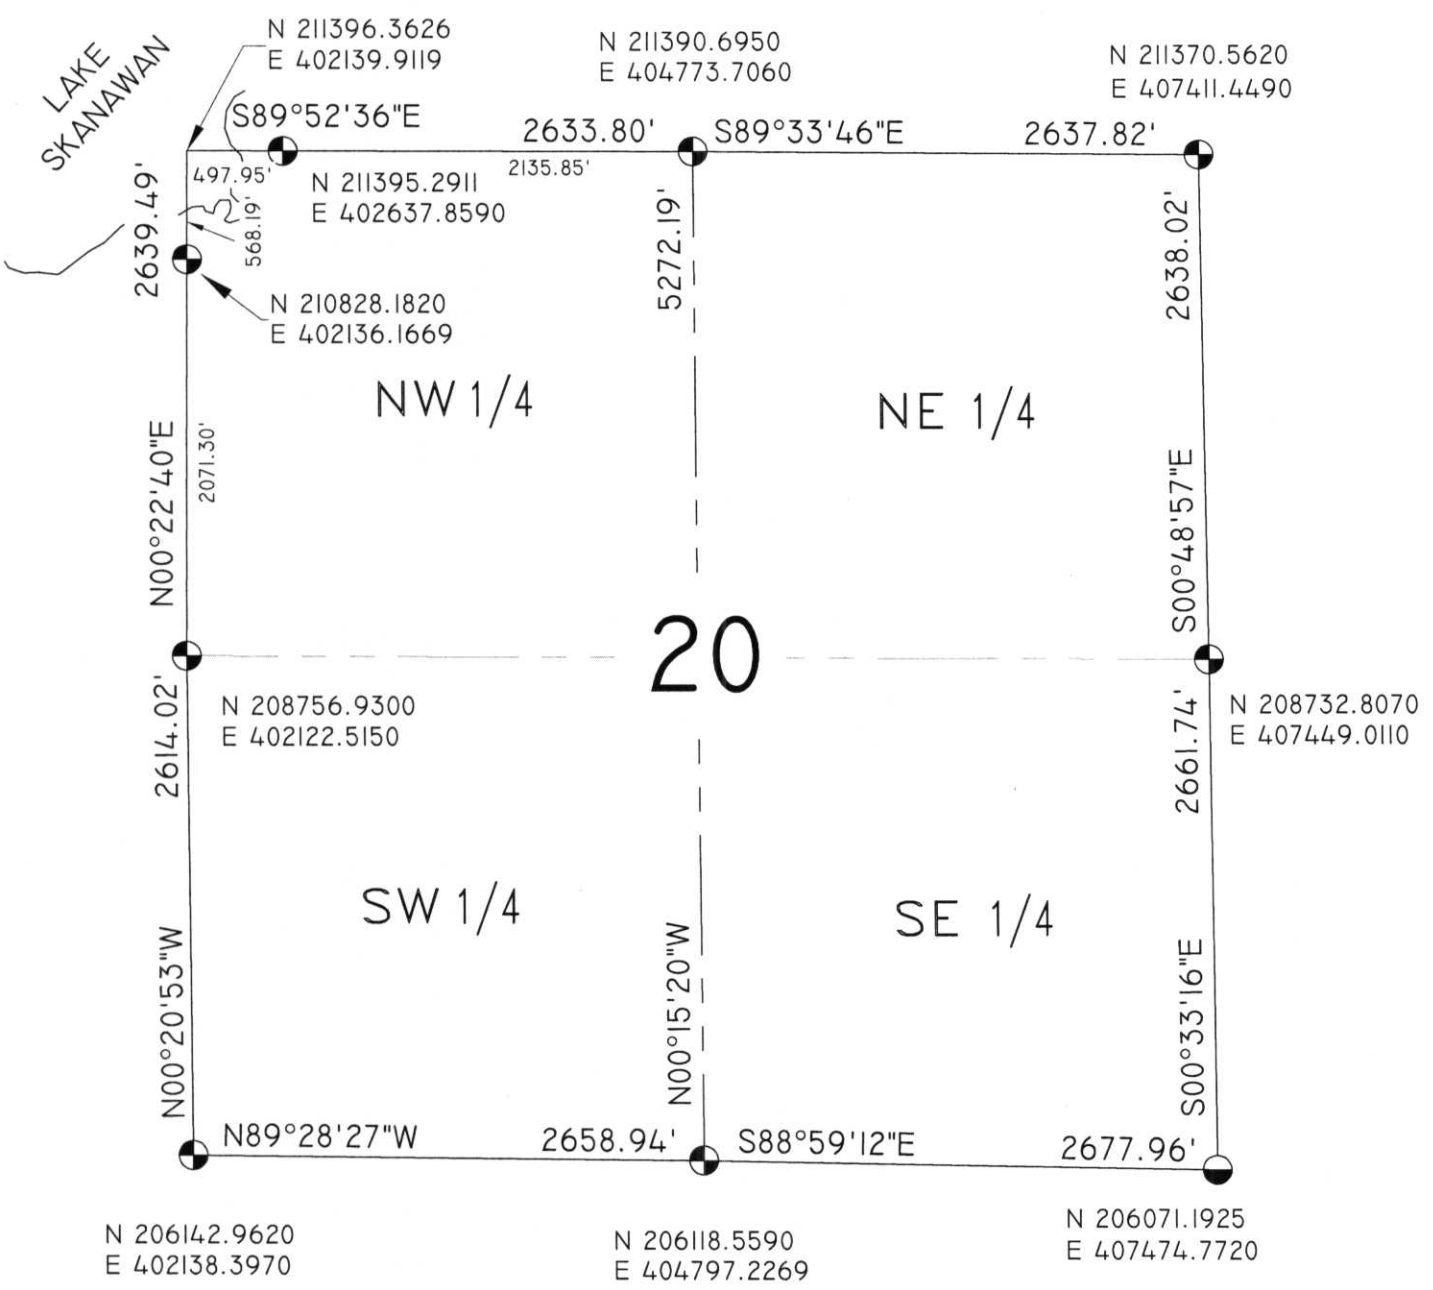 LAKE
SKANAWAN
N 211396.3626
E 402139.9119
N 211390.6950
E 404773.7060
N 211370.5620
E 407411.4490
S89°52'36"E
2633.80'
S89°33'46"E
2637.82'
497.95'
2135.85'
N 211395.2911
E 402637.8590
2639.49'
568.19'
5272.19'
2638.02'
N 210828.1820
E 402136.1669
NW 1/4
NE 1/4
N00°22'40"E
2071.30'
S00°48'57"E
20
N 208756.9300
E 402122.5150
N 208732.8070
E 407449.0110
2614.02'
2661.74'
SW 1/4
SE 1/4
N00°20'53"W
N00°15'20"W
S00°33'16"E
N89°28'27"W
2658.94'
S88°59'12"E
2677.96'
N 206142.9620
E 402138.3970
N 206118.5590
E 404797.2269
N 206071.1925
E 407474.7720